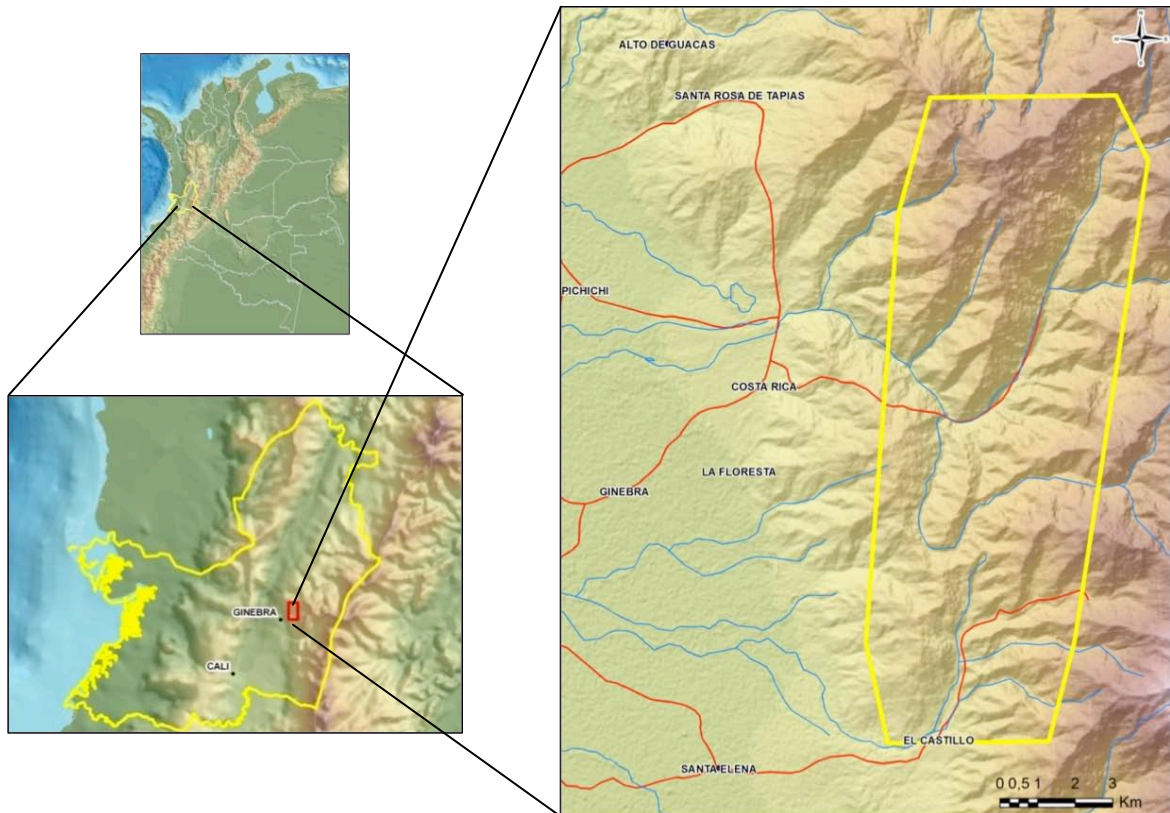 GINEBRA
CALI
ALTO DE GUACAS
SANTA ROSA DE TAPIAS
PICHICHI
COSTA RICA
LA FLORESTA
GINEBRA
EL CASTILLO
SANTA ELENA
0 0,5 1 2 3
Km